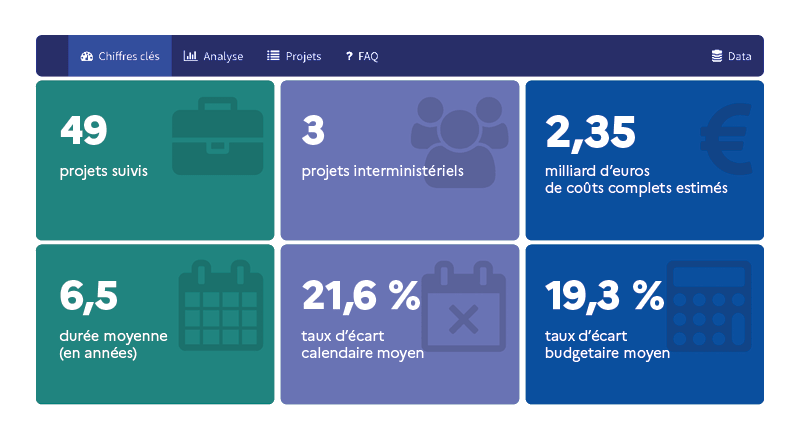 Chiffres clés
Analyse
Projets
? FAQ
Data
49
projets suivis
3
projets interministériels
2,35
milliard d'euros
de coûts complets estimés
6,5
durée moyenne
(en années)
21,6 %
taux d'écart
calendaire moyen
19,3 %
taux d'écart
budgetaire moyen